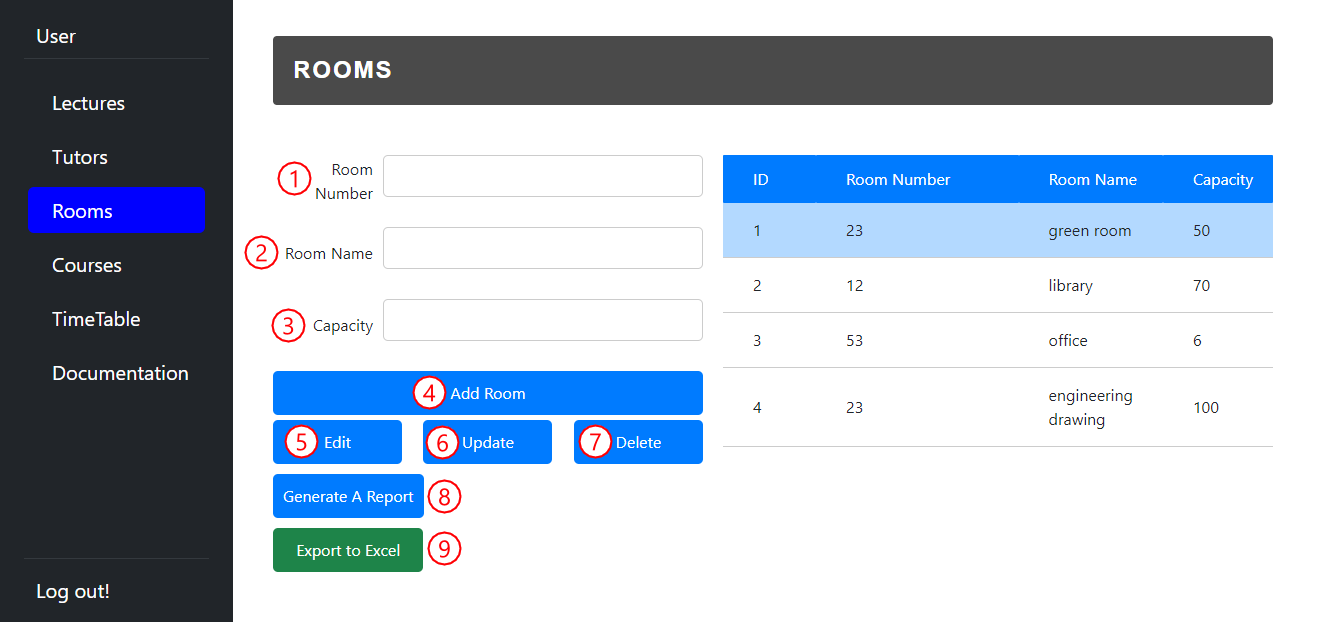 User
Lectures
Tutors
Rooms
Courses
TimeTable
Documentation
Log out!
ROOMS
1 Room
Number
2 Room Name
3 Capacity
4 Add Room
5 Edit 6 Update 7 Delete
Generate A Report 8
Export to Excel 9
ID Room Number Room Name Capacity
1 23 green room 50
2 12 library 70
3 53 office 6
4 23 engineering
drawing 100